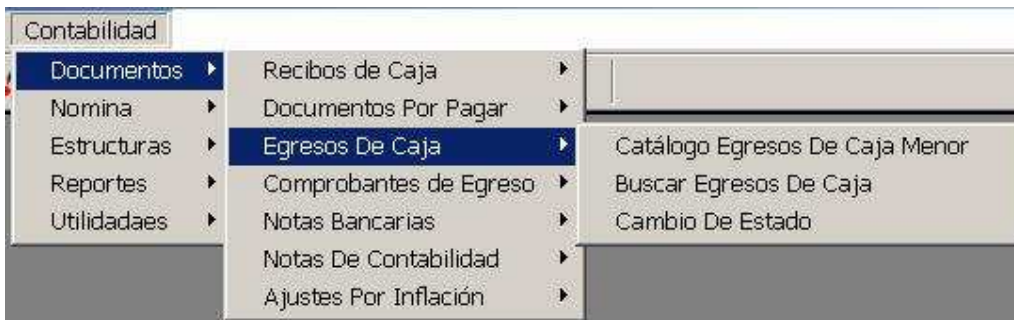 Contabilidad
Documentos
Nomina
Estructuras
Reportes
Utilidadaes
Recibos de Caja
Documentos Por Pagar
Egresos De Caja
Comprobantes de Egreso
Notas Bancarias
Notas De Contabilidad
Ajustes Por Inflación
Catálogo Egresos De Caja Menor
Buscar Egresos De Caja
Cambio De Estado